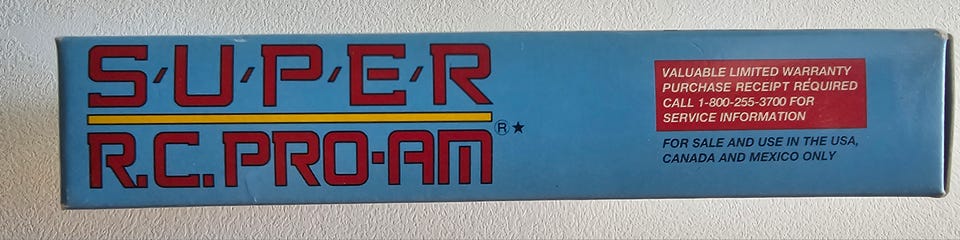 S·U·P·E·R
R.C. PRO-AM®★
VALUABLE LIMITED WARRANTY
PURCHASE RECEIPT REQUIRED
CALL 1-800-255-3700 FOR
SERVICE INFORMATION
FOR SALE AND USE IN THE USA,
CANADA AND MEXICO ONLY